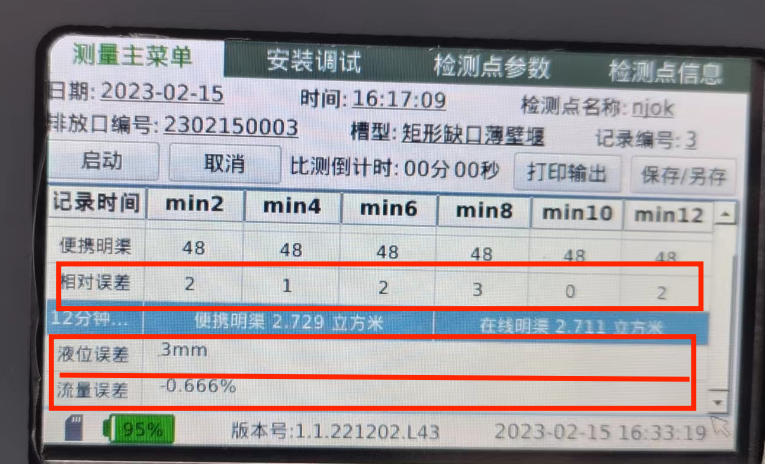 测量主菜单 安装调试 检测点参数 检测点信息
日期: 2023-02-15 时间: 16:17:09 检测点名称: njok
排放口编号: 2302150003 槽型: 矩形缺口薄壁堰 记录编号: 3
启动 取消 比测倒计时: 00分00秒 打印输出 保存/另存
记录时间 min2 min4 min6 min8 min10 min12
便携明渠 48 48 48 48 48 48
相对误差 2 1 2 3 0 2
12分钟... 便携明渠 2.729 立方米 在线明渠 2.711 立方米
液位误差 3mm
流量误差 -0.666%
95% 版本号:1.1.221202.L43 2023-02-15 16:33:19